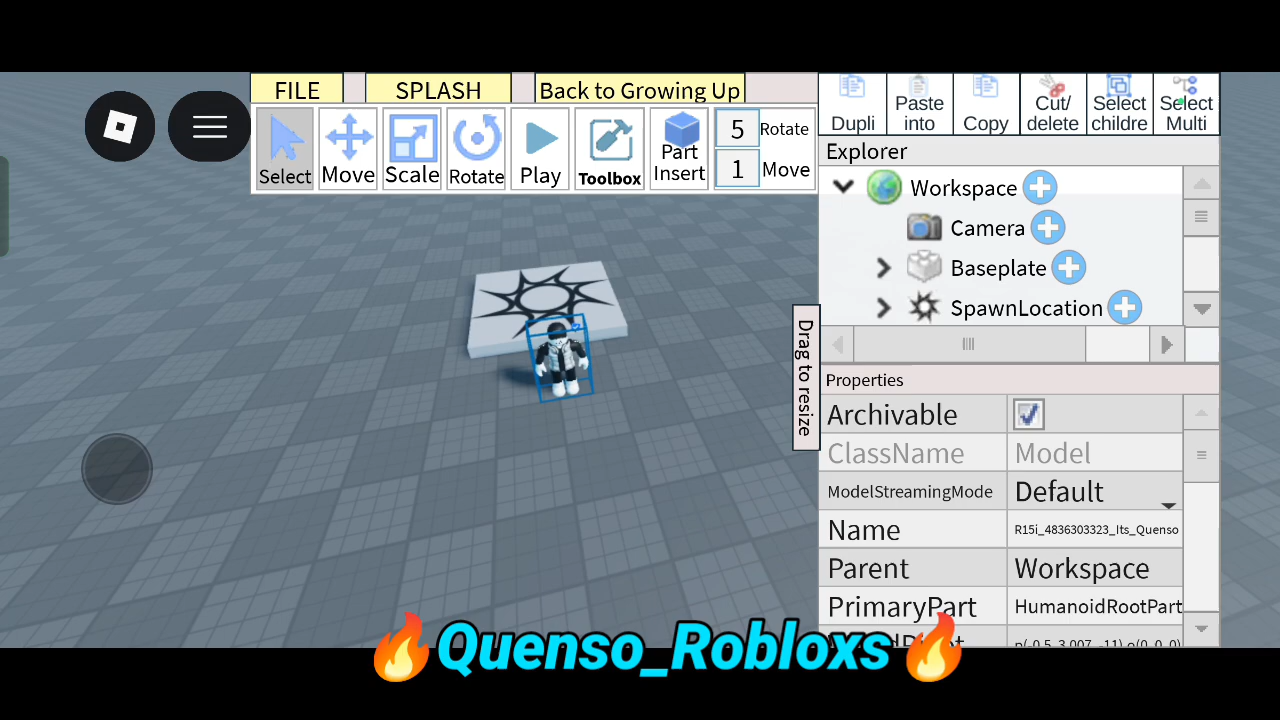 FILE
SPLASH
Back to Growing Up
Select
Move
Scale
Rotate
Play
Toolbox
Part
Insert
5 Rotate
1 Move
Dupli
Paste
into
Copy
Cut/
delete
Select
childre
Select
Multi
Explorer
Workspace
Camera
Baseplate
SpawnLocation
Drag to resize
Properties
Archivable
ClassName Model
ModelStreamingMode Default
Name R15i_4836303323_Its_Quenso
Parent Workspace
PrimaryPart HumanoidRootPart
🔥Quenso_Robloxs🔥